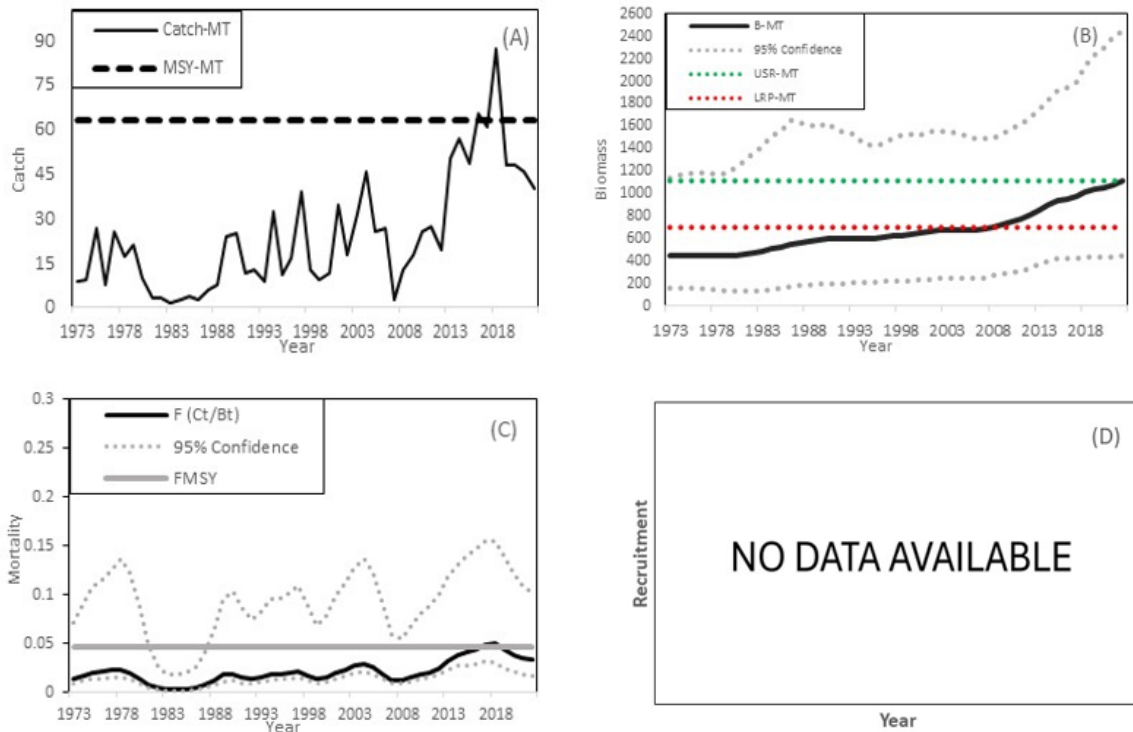 Catch-MT
MSY-MT
(A)
90
75
60
45
30
15
0
Catch
1973 1978 1983 1988 1993 1998 2003 2008 2013 2018
Year
B-MT
95% Confidence
USR-MT
LRP-MT
(B)
2600
2400
2200
2000
1800
1600
1400
1200
1000
800
600
400
200
0
Biomass
1973 1978 1983 1988 1993 1998 2003 2008 2013 2018
Year
F (Ct/Bt)
95% Confidence
FMSY
(C)
0.3
0.25
0.2
0.15
0.1
0.05
0
Mortality
1973 1978 1983 1988 1993 1998 2003 2008 2013 2018
Year
(D)
NO DATA AVAILABLE
Recruitment
Year